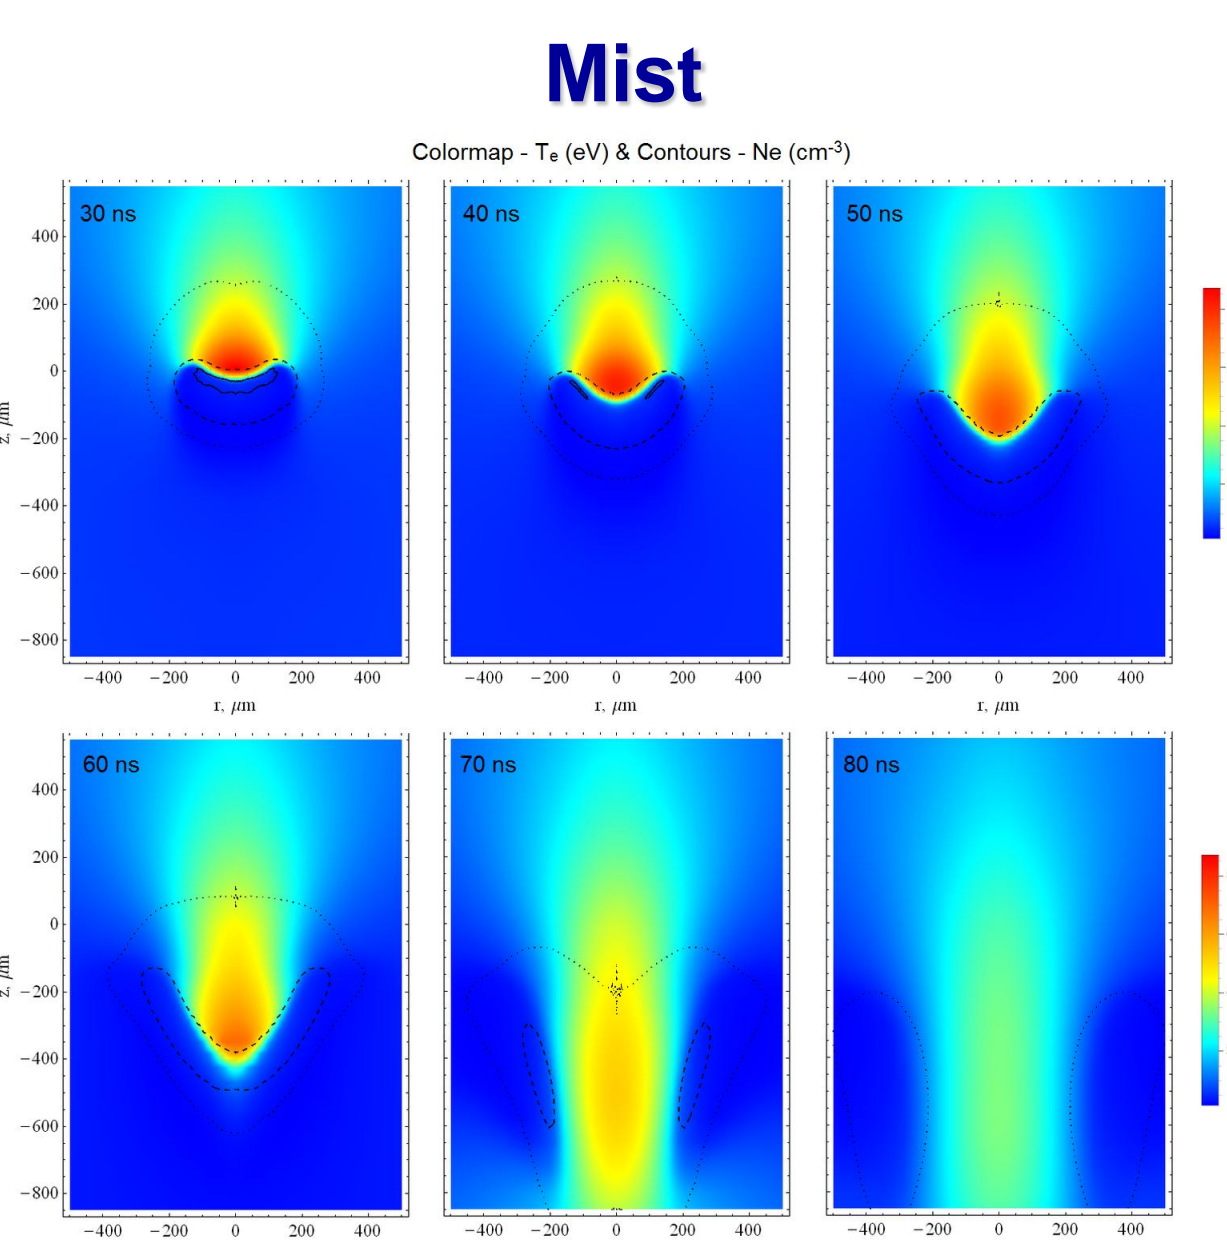 Mist
Colormap - Tₑ (eV) & Contours - Ne (cm⁻³)
30 ns
40 ns
50 ns
400
200
0
−200
−400
−600
−800
z, μm
−400 −200 0 200 400
−400 −200 0 200 400
−400 −200 0 200 400
r, μm
r, μm
r, μm
60 ns
70 ns
80 ns
400
200
0
−200
−400
−600
−800
z, μm
−400 −200 0 200 400
−400 −200 0 200 400
−400 −200 0 200 400